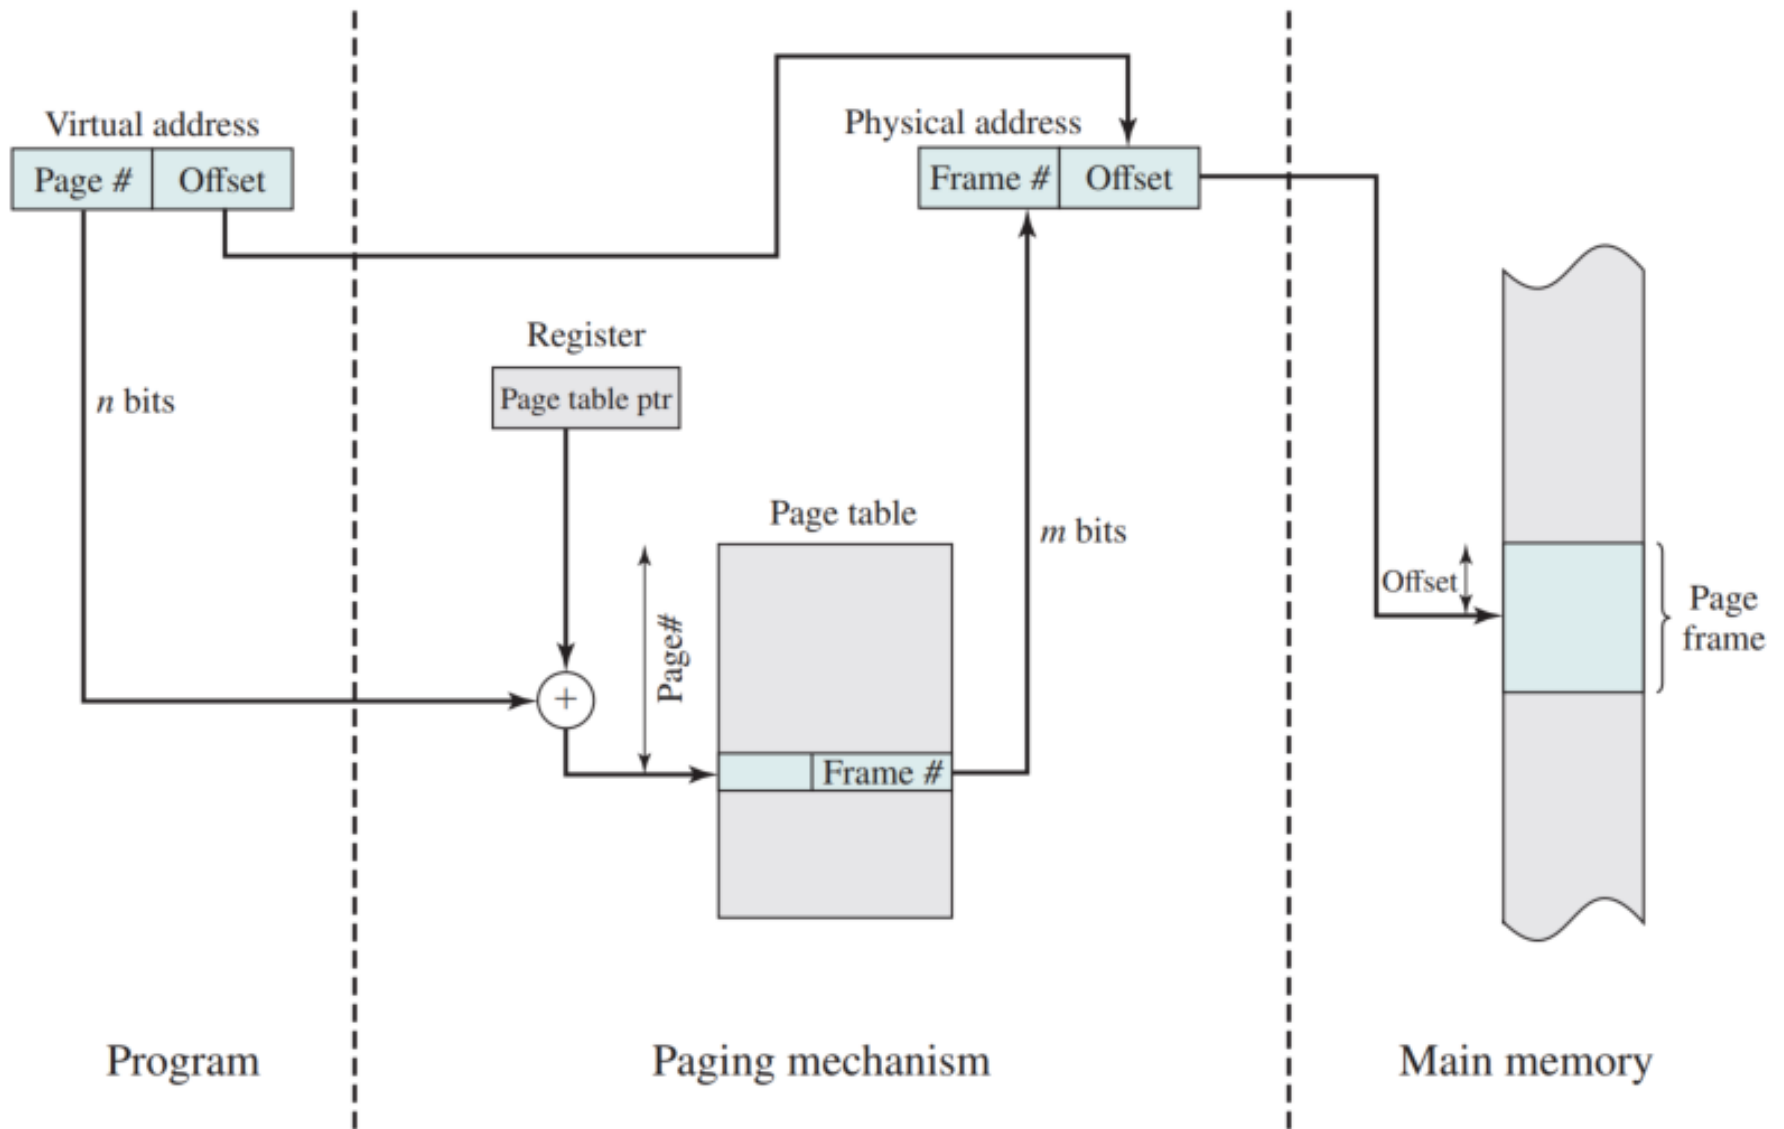 Virtual address
Page #
Offset
Physical address
Frame #
Offset
n bits
Register
Page table ptr
Page table
m bits
Page#
+
Frame #
Offset
Page
frame
Program
Paging mechanism
Main memory